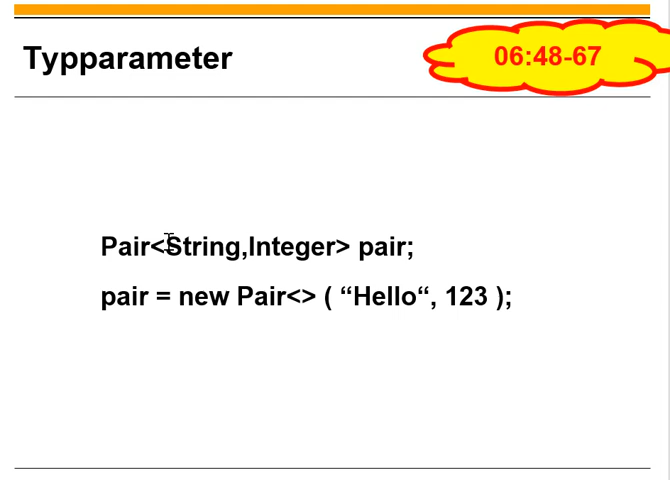 Typparameter
06:48-67
Pair<String,Integer> pair;
pair = new Pair<> ( “Hello“, 123 );